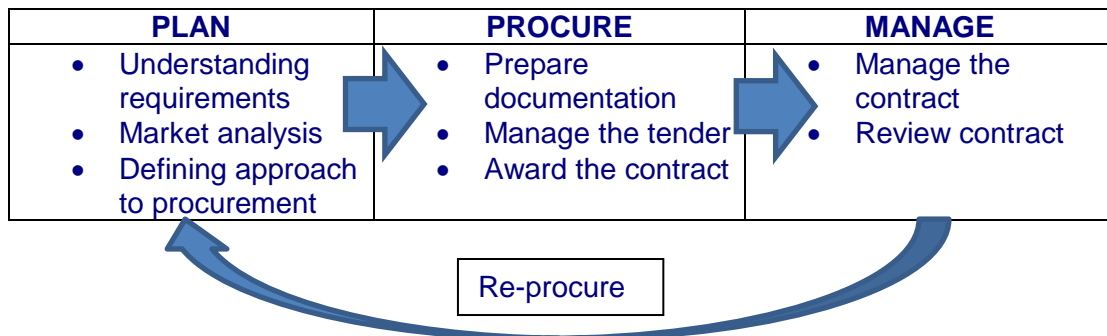 PLAN
• Understanding
requirements
• Market analysis
• Defining approach
to procurement
PROCURE
• Prepare
documentation
• Manage the tender
• Award the contract
MANAGE
• Manage the
contract
• Review contract
Re-procure